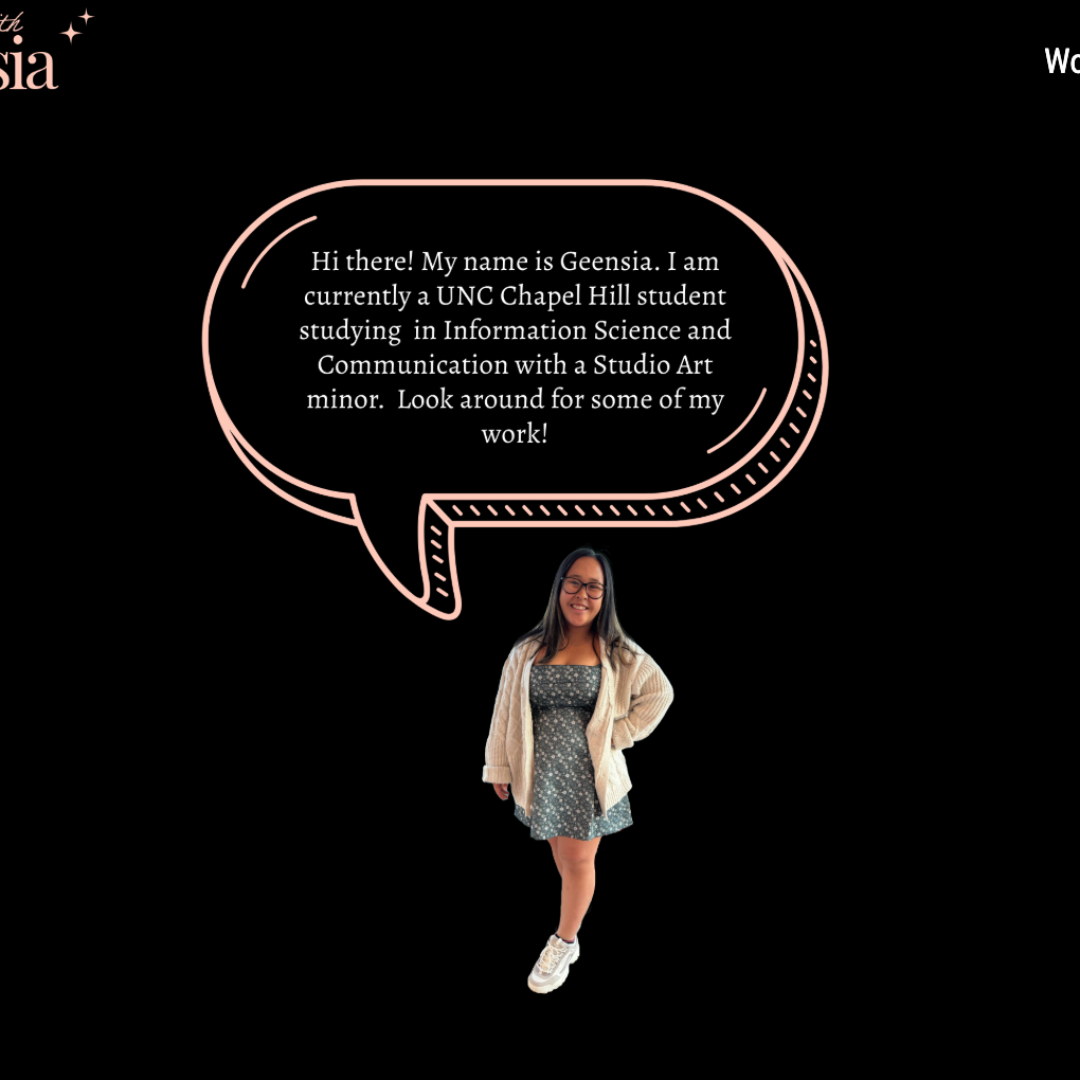 ith
sia
Wo
Hi there! My name is Geensia. I am
currently a UNC Chapel Hill student
studying  in Information Science and
Communication with a Studio Art
minor.  Look around for some of my
work!